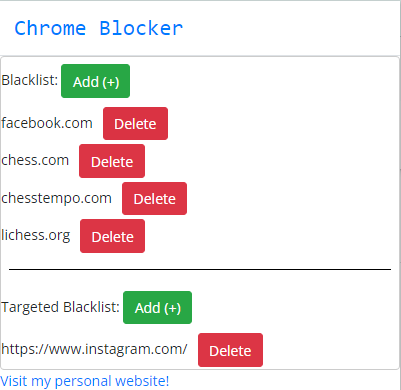 Chrome Blocker
Blacklist: Add (+)
facebook.com Delete
chess.com Delete
chesstempo.com Delete
lichess.org Delete
Targeted Blacklist: Add (+)
https://www.instagram.com/ Delete
Visit my personal website!